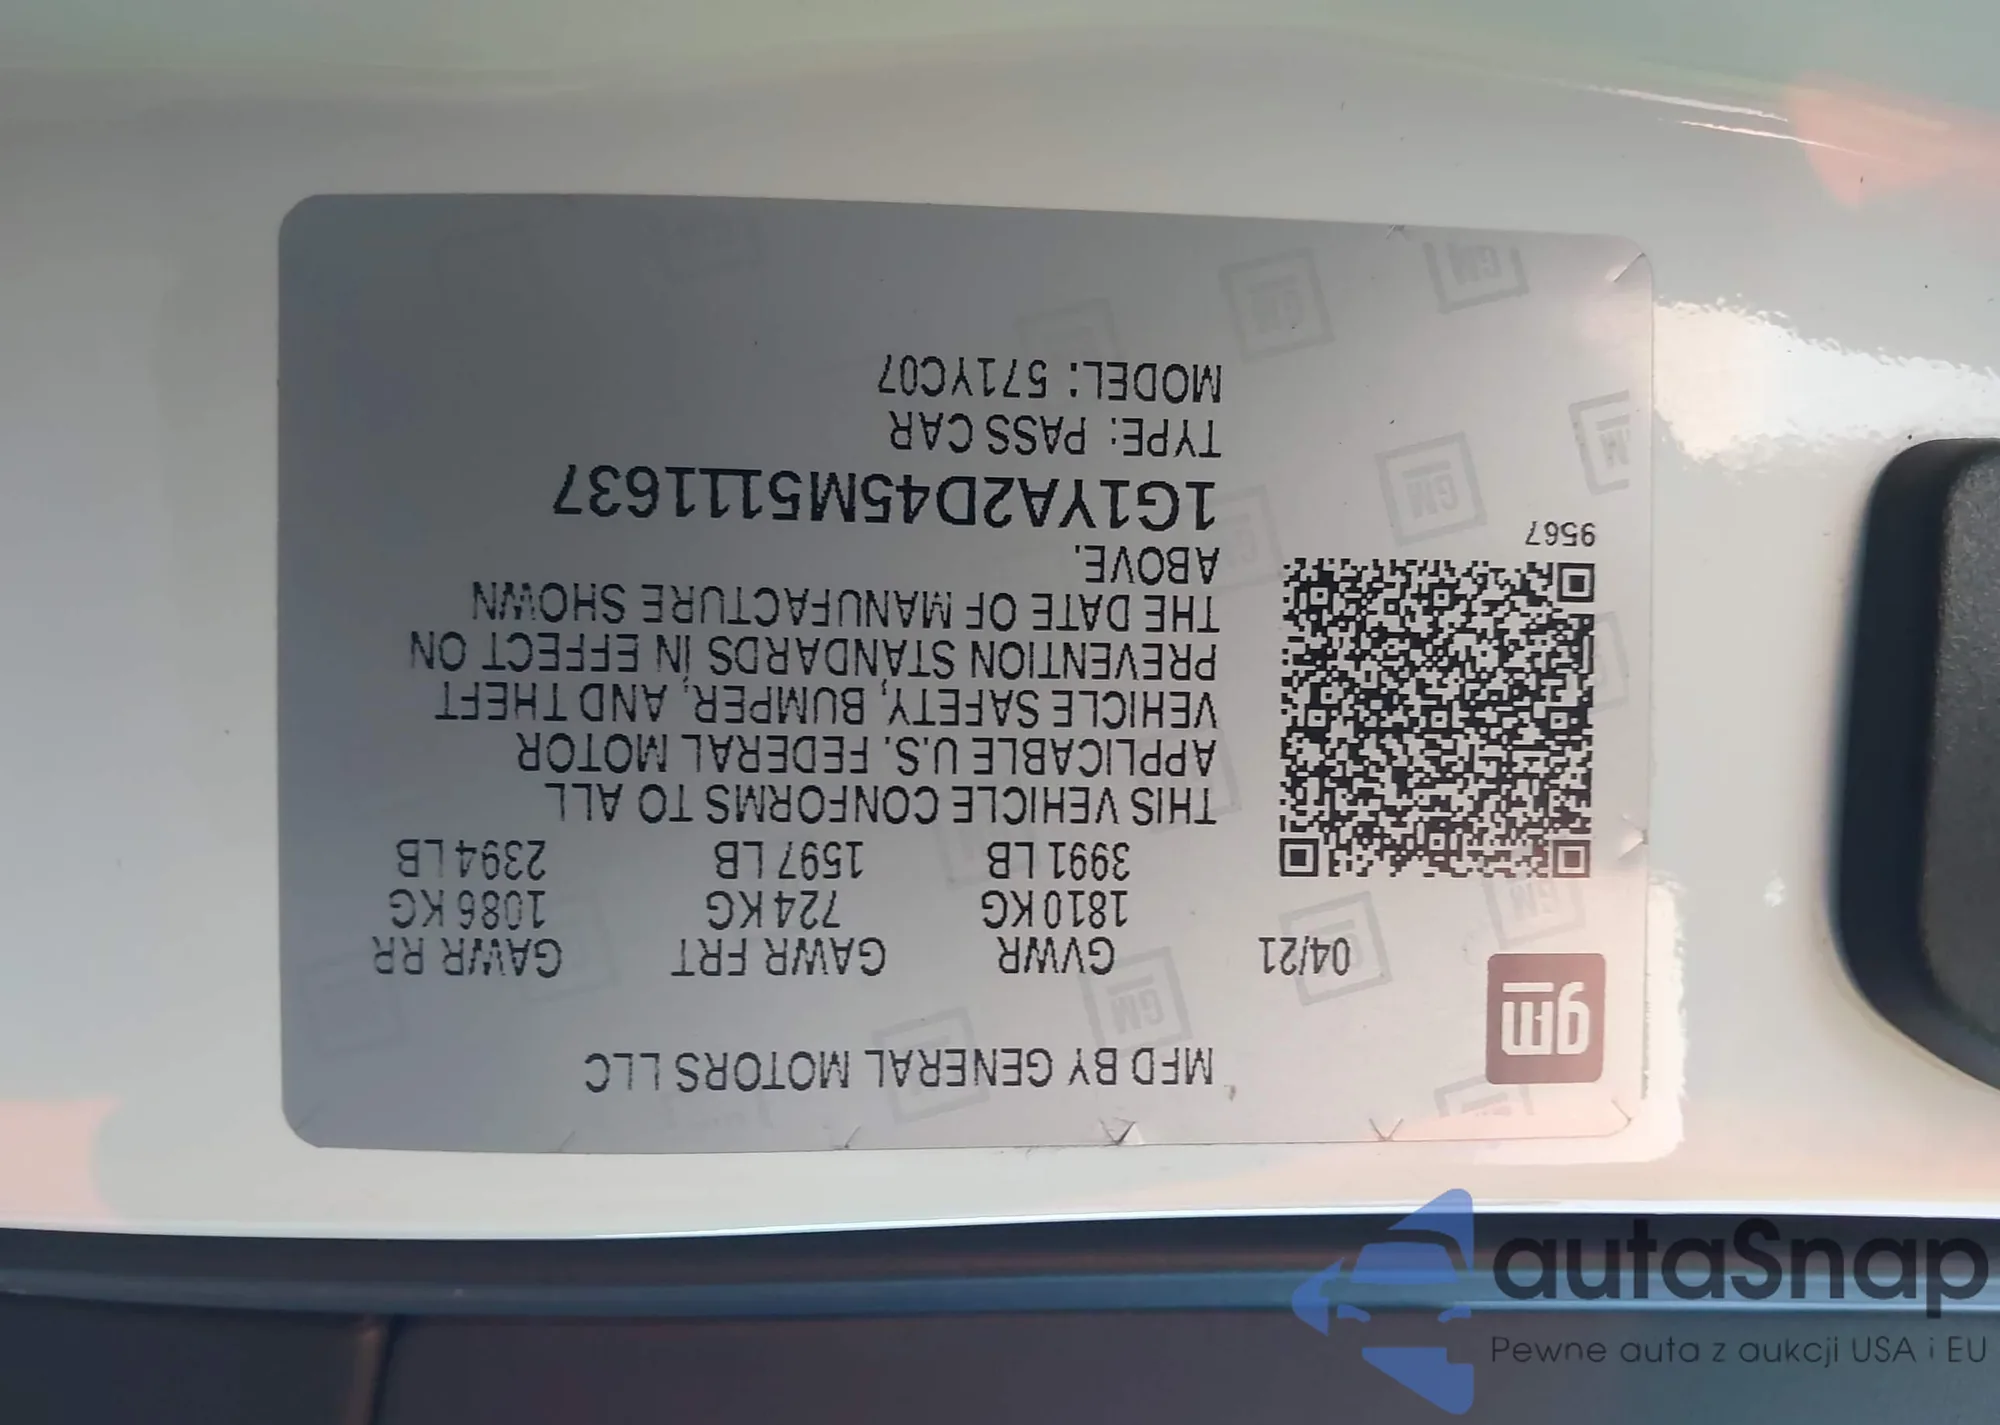 MFD BY GENERAL MOTORS LLC
gm
04/21 GVWR GAWR FRT GAWR RR
1810 KG 724 KG 1086 KG
3991 LB 1597 LB 2394 LB
THIS VEHICLE CONFORMS TO ALL
APPLICABLE U.S. FEDERAL MOTOR
VEHICLE SAFETY, BUMPER, AND THEFT
PREVENTION STANDARDS IN EFFECT ON
THE DATE OF MANUFACTURE SHOWN
ABOVE.
9567
1G1YA2D45M5111637
TYPE: PASS CAR
MODEL: 571YC07
autaSnap
Pewne auta z aukcji USA i EU